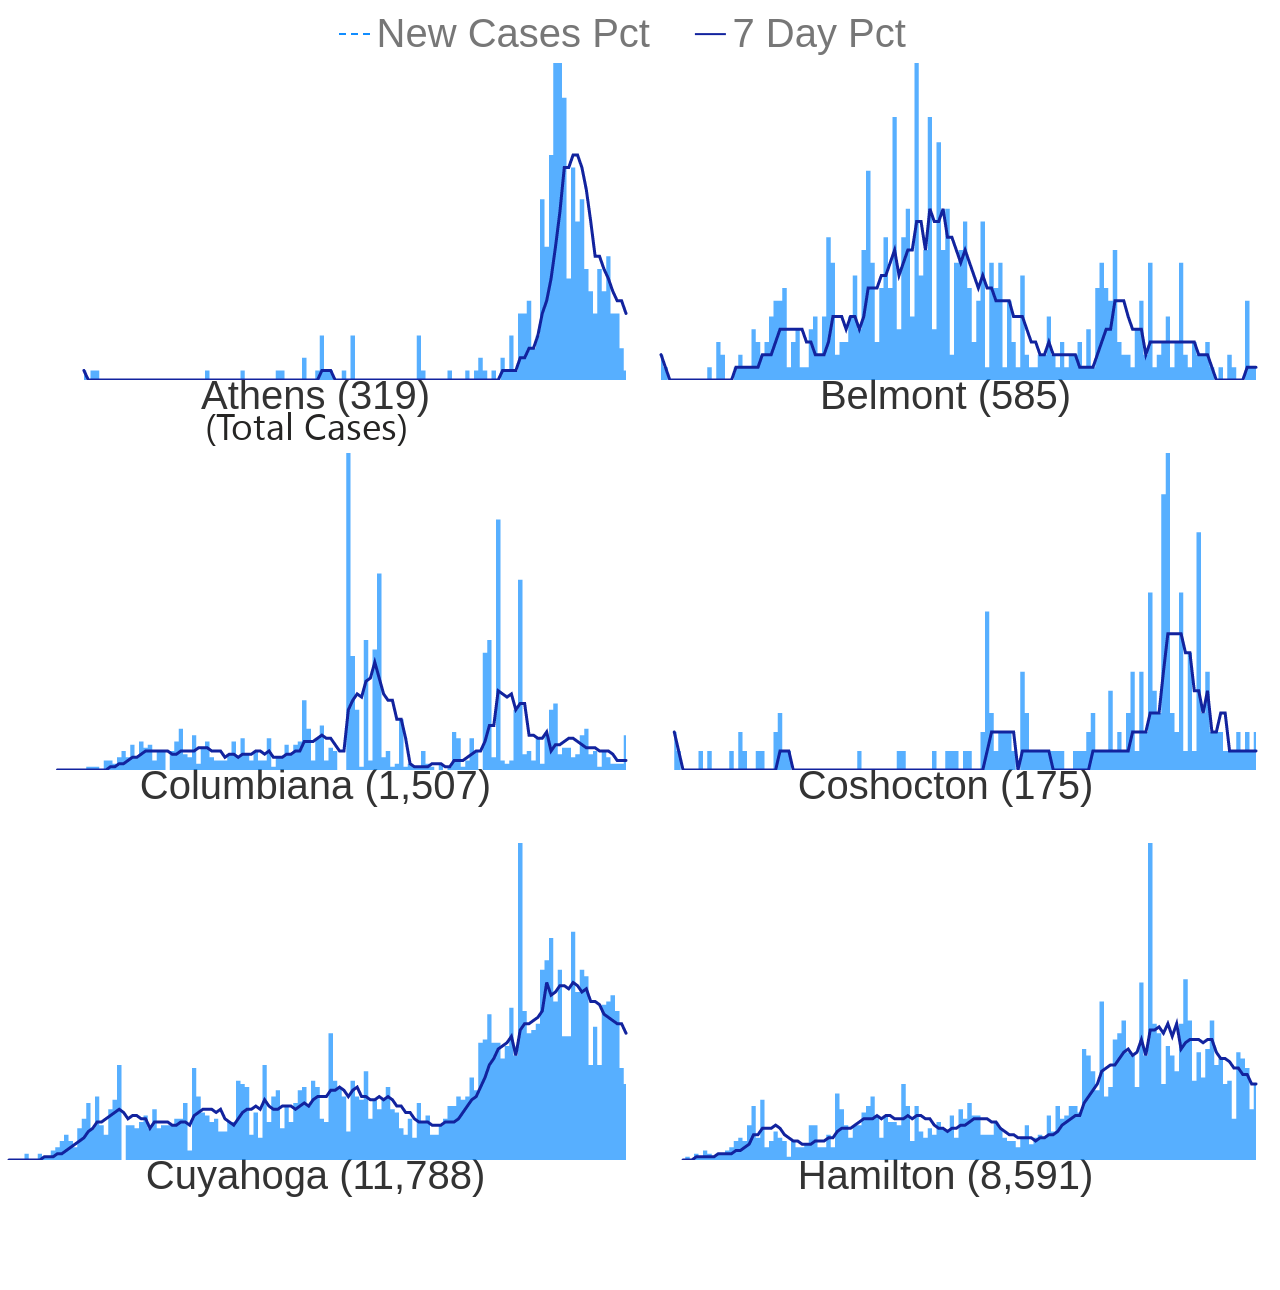 New Cases Pct 7 Day Pct
Athens (319) Belmont (585)
(Total Cases)
Columbiana (1,507) Coshocton (175)
Cuyahoga (11,788) Hamilton (8,591)